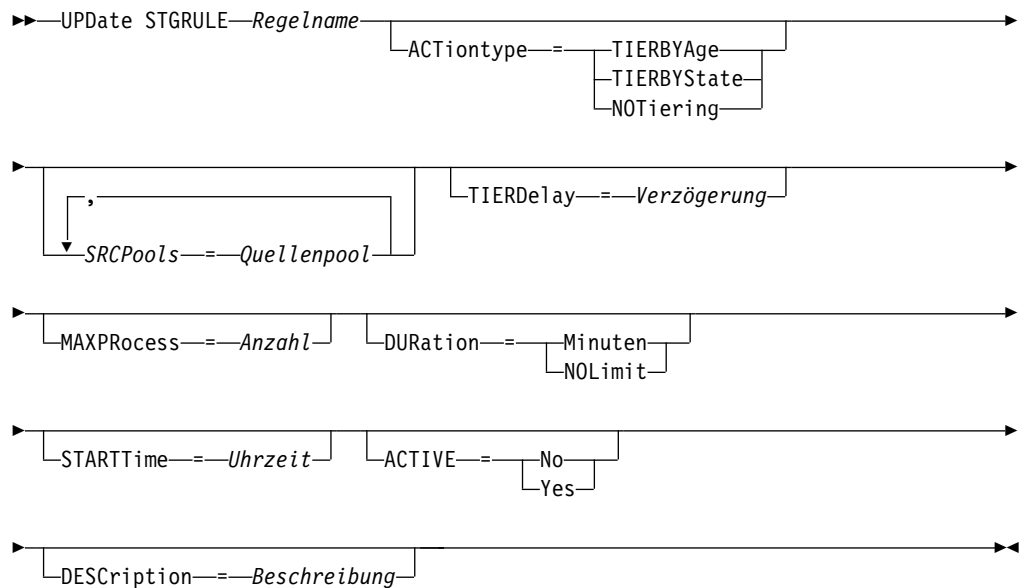 UPDate STGRULE Regelname
ACTiontype = TIERBYAge
TIERBYState
NOTiering
,
SRCPools = Quellenpool
TIERDelay = Verzögerung
MAXPRocess = Anzahl
DURation = Minuten
NOLimit
STARTTime = Uhrzeit
ACTIVE = No
Yes
DESCription = Beschreibung